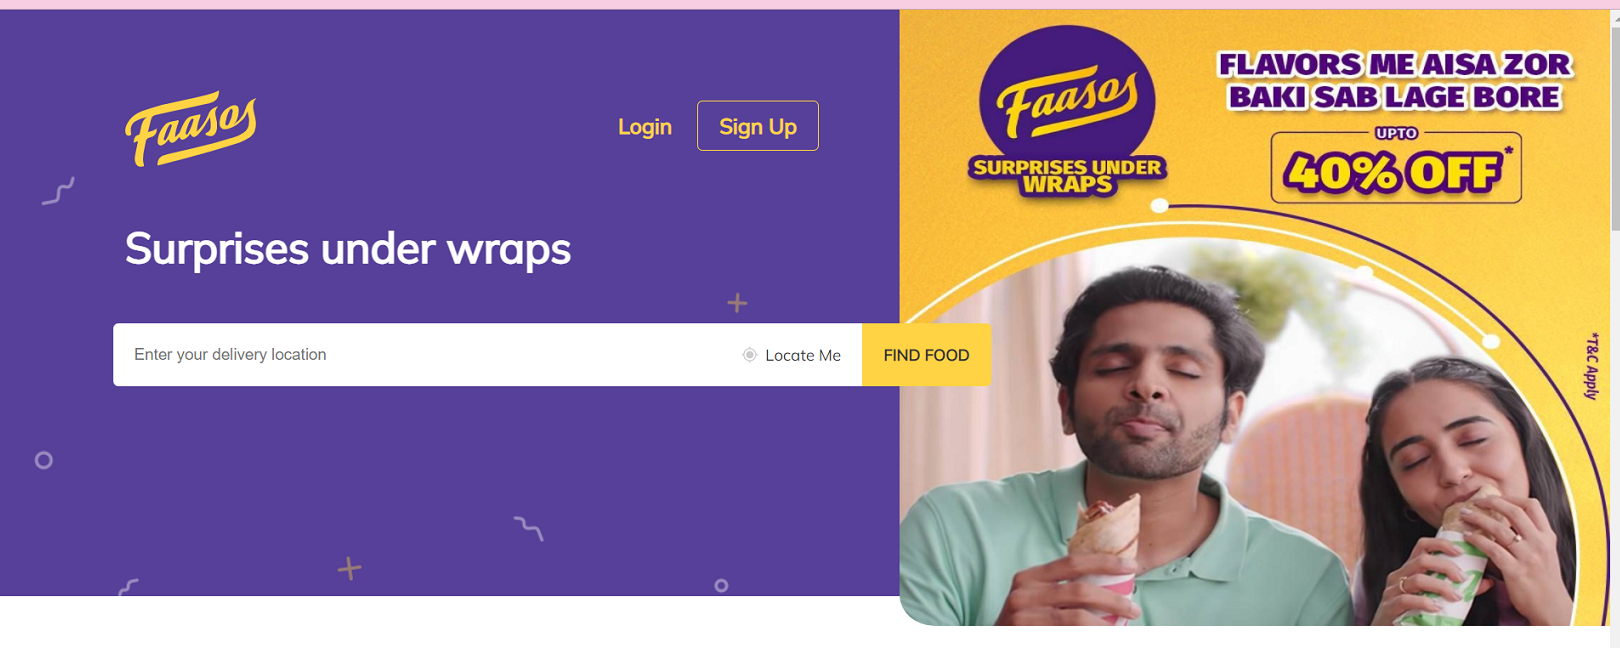 Faasos
Login
Sign Up
Surprises under wraps
Enter your delivery location
Locate Me
FIND FOOD
Faasos
SURPRISES UNDER
WRAPS
FLAVORS ME AISA ZOR
BAKI SAB LAGE BORE
UPTO
40% OFF*
*T&C Apply